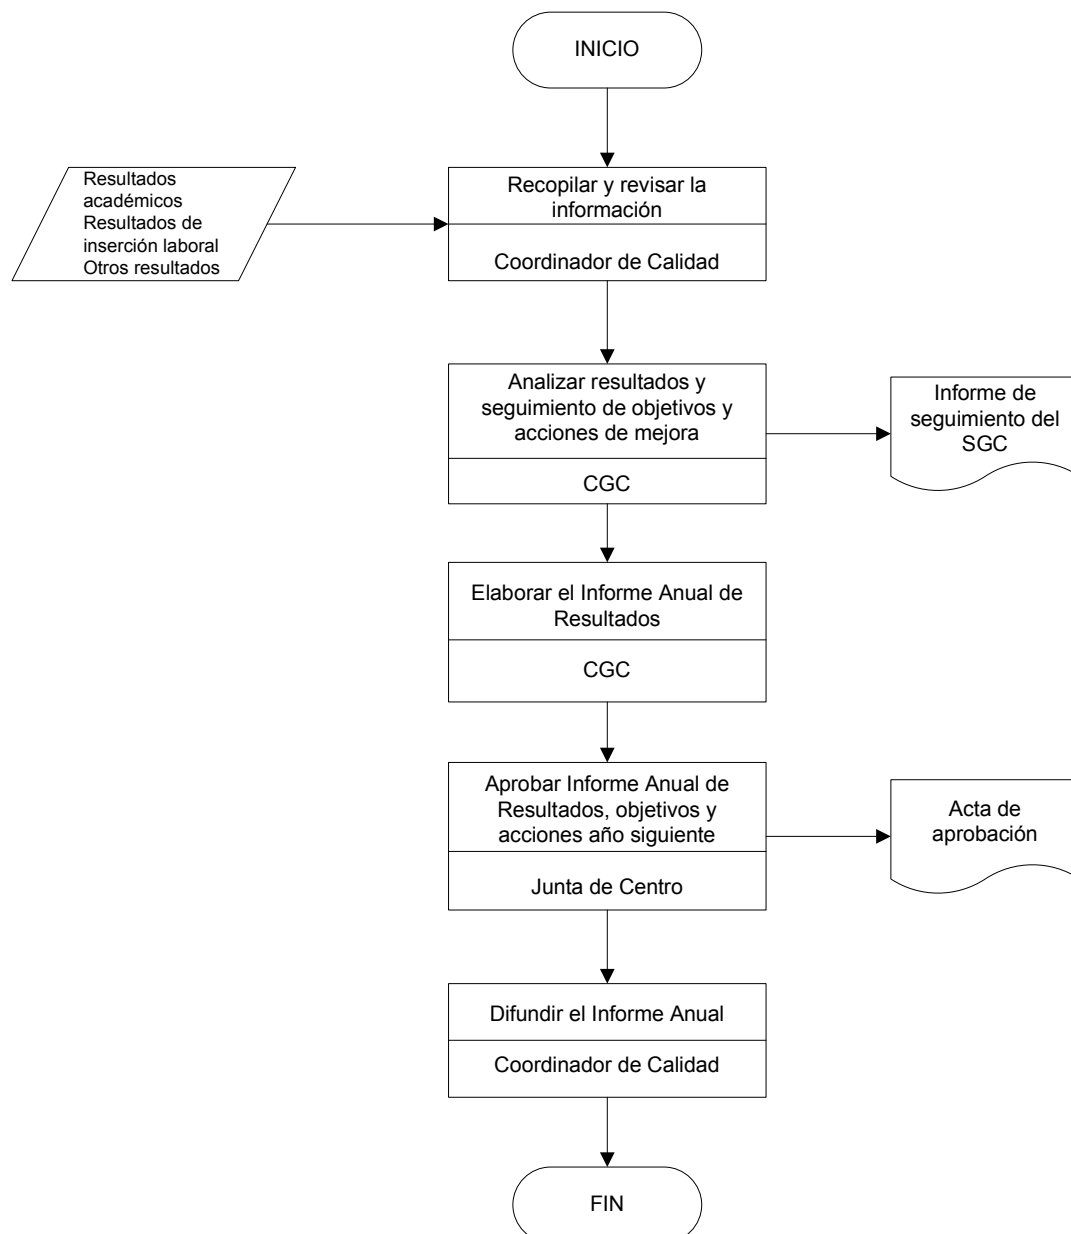 INICIO
Resultados
académicos
Resultados de
inserción laboral
Otros resultados
Recopilar y revisar la
información
Coordinador de Calidad
Analizar resultados y
seguimiento de objetivos y
acciones de mejora
CGC
Informe de
seguimiento del
SGC
Elaborar el Informe Anual de
Resultados
CGC
Aprobar Informe Anual de
Resultados, objetivos y
acciones año siguiente
Junta de Centro
Acta de
aprobación
Difundir el Informe Anual
Coordinador de Calidad
FIN